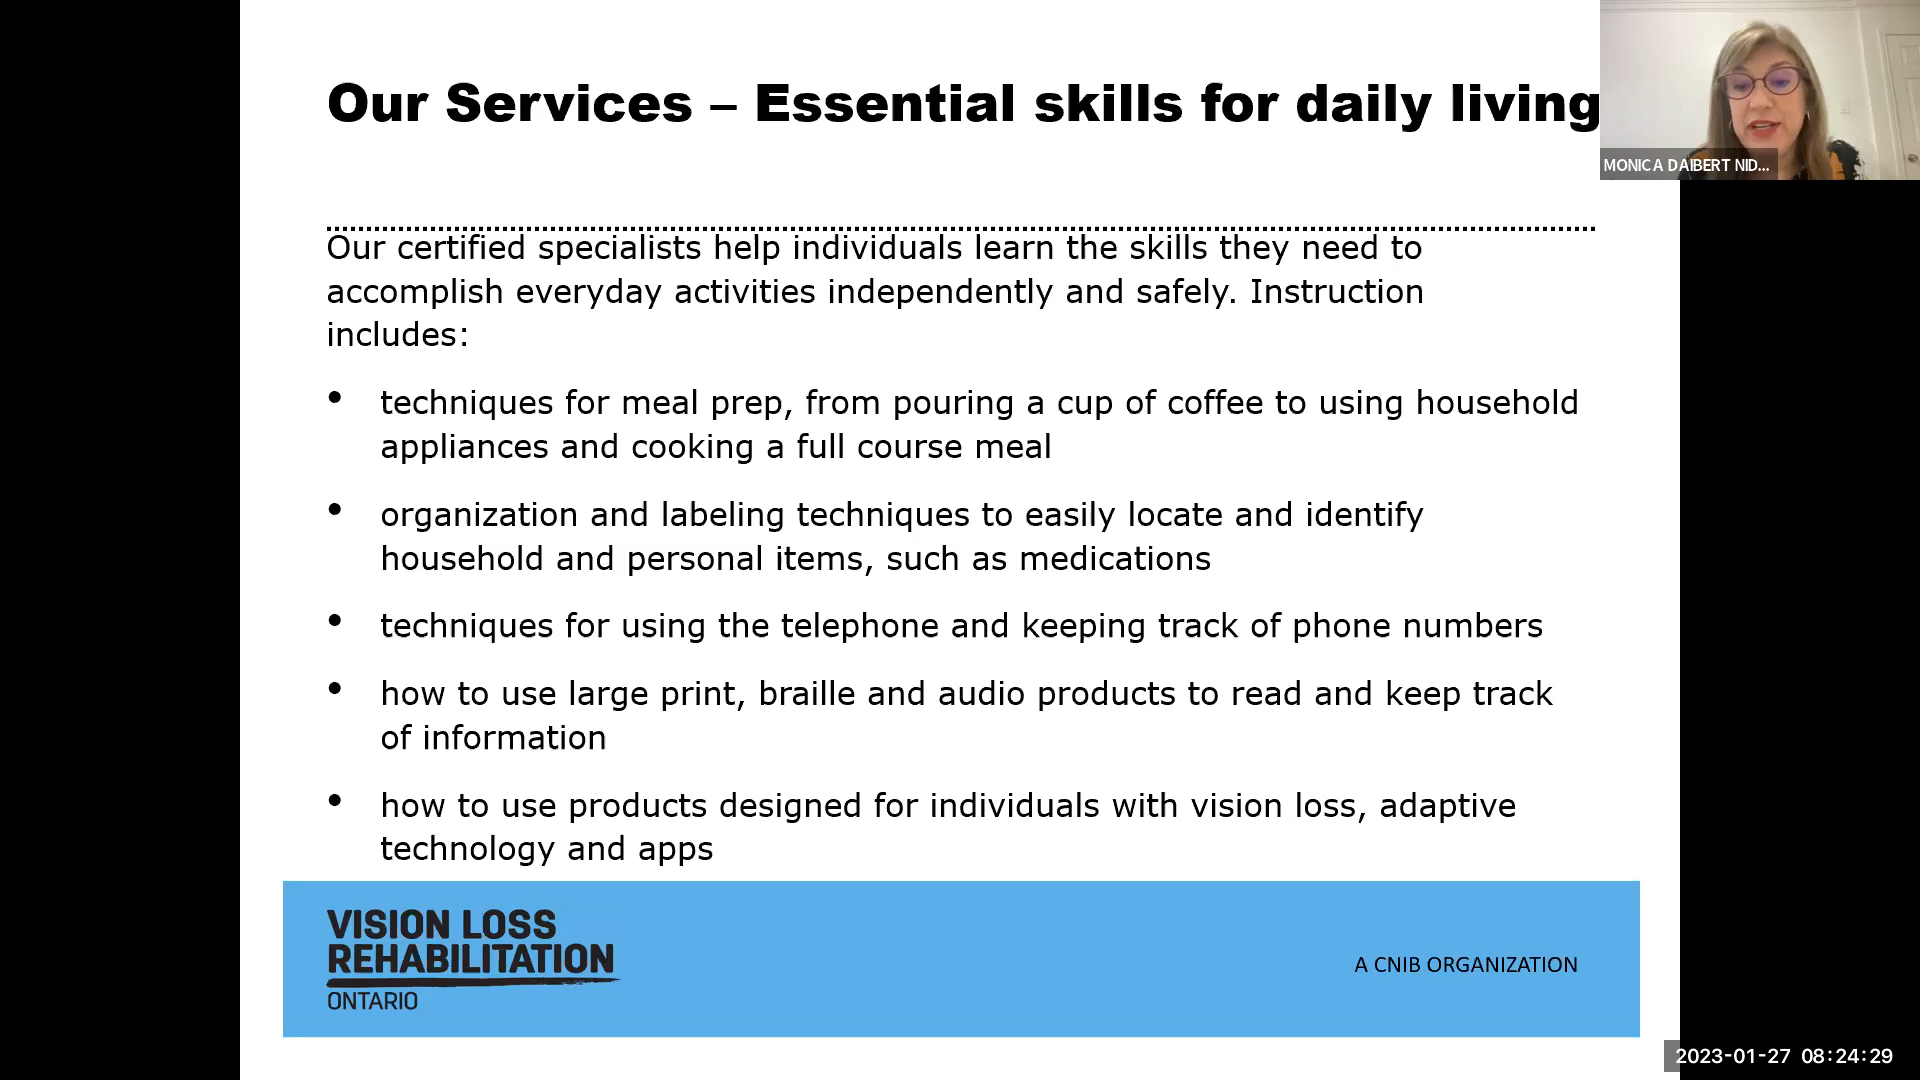 Our Services – Essential skills for daily living
MONICA DAIBERT NID...
Our certified specialists help individuals learn the skills they need to
accomplish everyday activities independently and safely. Instruction
includes:
• techniques for meal prep, from pouring a cup of coffee to using household
appliances and cooking a full course meal
• organization and labeling techniques to easily locate and identify
household and personal items, such as medications
• techniques for using the telephone and keeping track of phone numbers
• how to use large print, braille and audio products to read and keep track
of information
• how to use products designed for individuals with vision loss, adaptive
technology and apps
VISION LOSS
REHABILITATION
ONTARIO
A CNIB ORGANIZATION
2023-01-27 08:24:29